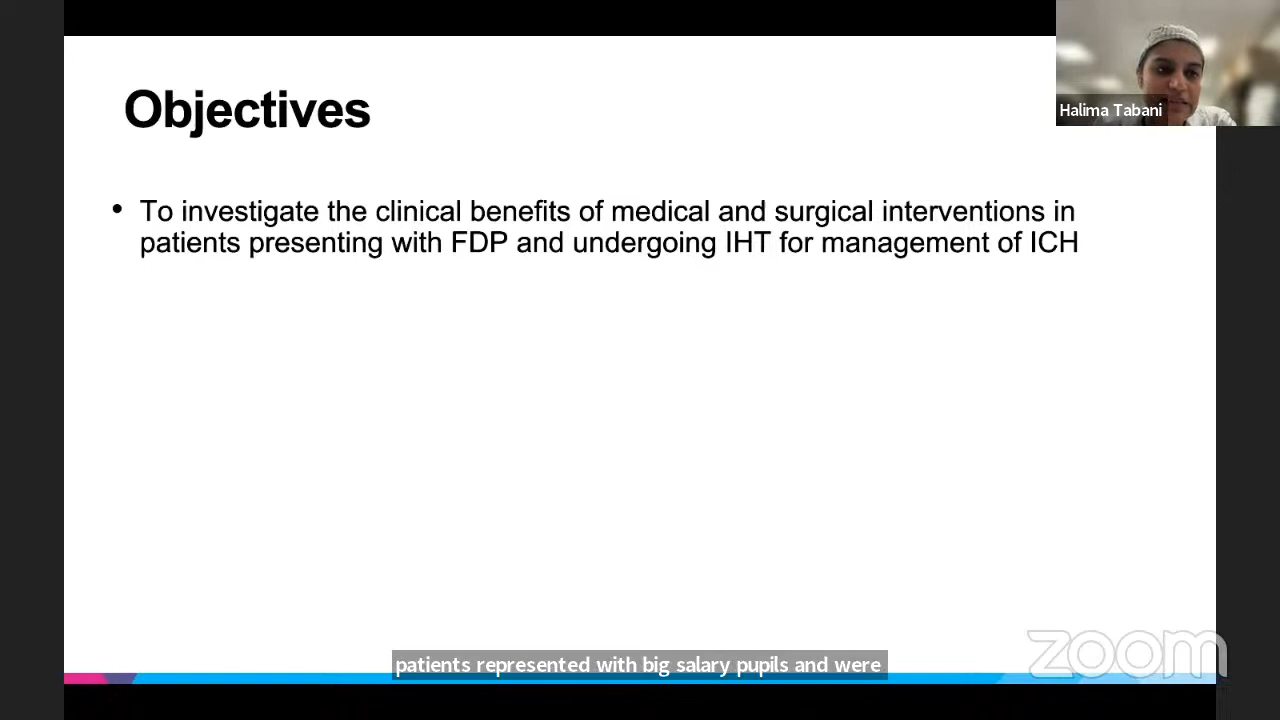 Objectives
Halima Tabani
• To investigate the clinical benefits of medical and surgical interventions in
patients presenting with FDP and undergoing IHT for management of ICH
zoom
patients represented with big salary pupils and were